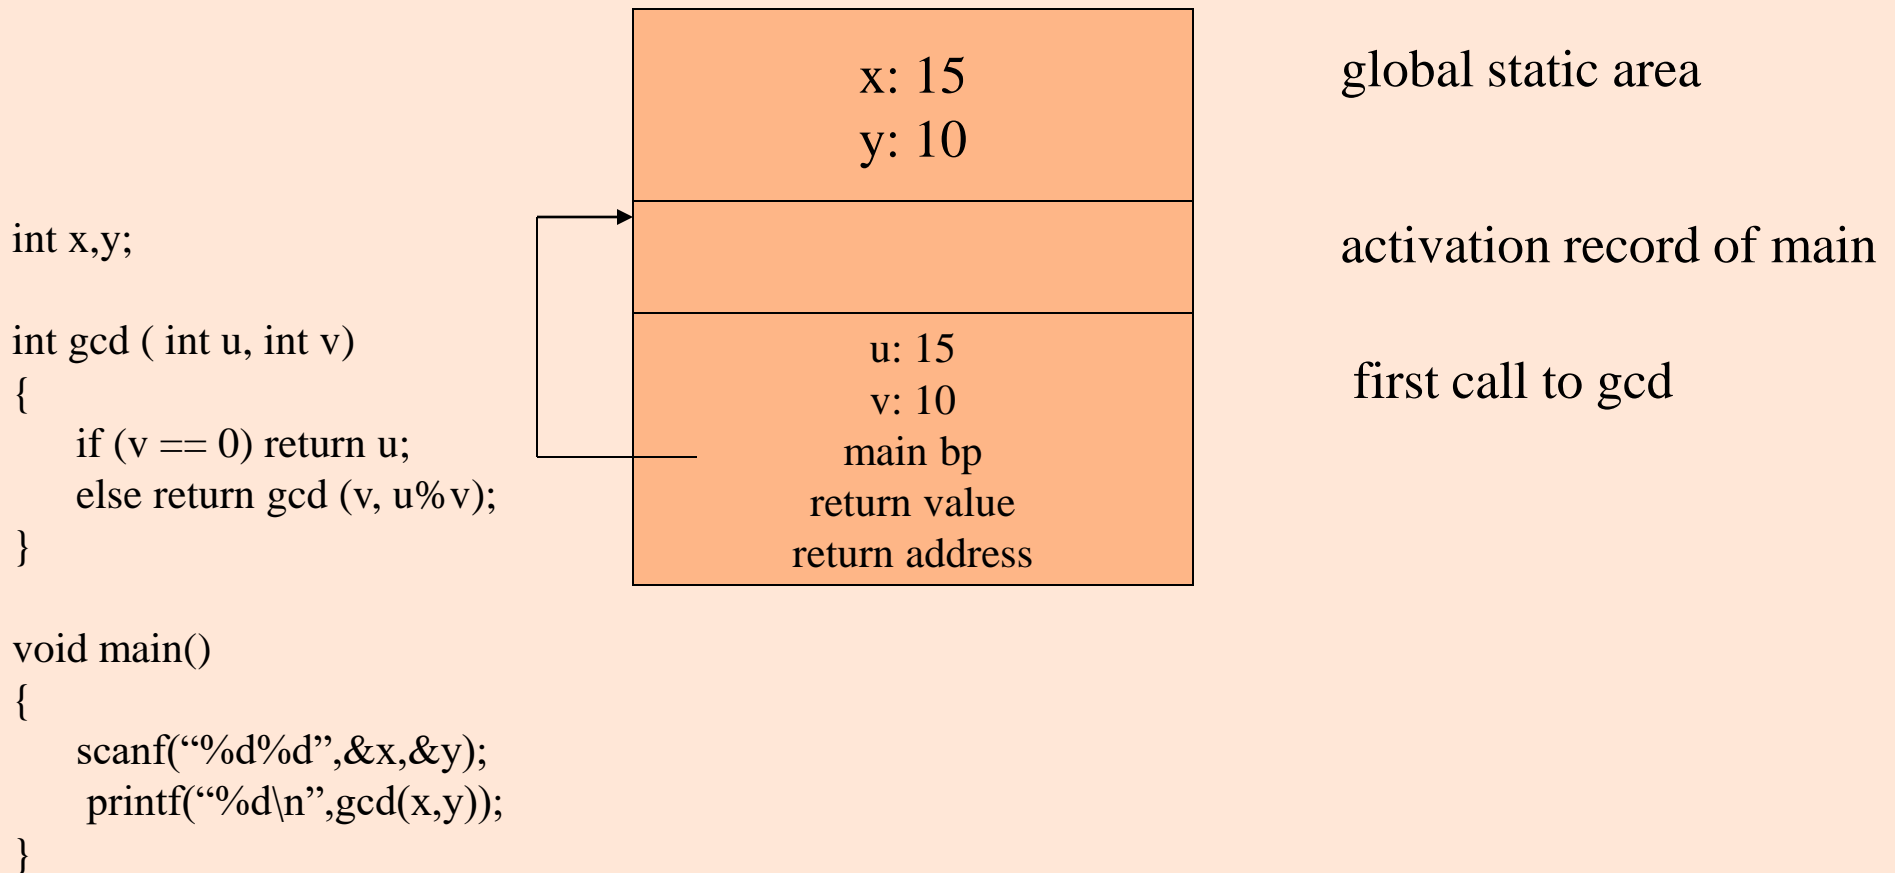 int x,y;
int gcd ( int u, int v)
{
if (v == 0) return u;
else return gcd (v, u%v);
}
void main()
{
scanf(“%d%d”,&x,&y);
printf(“%d\n”,gcd(x,y));
}
x: 15
y: 10
u: 15
v: 10
main bp
return value
return address
global static area
activation record of main
first call to gcd